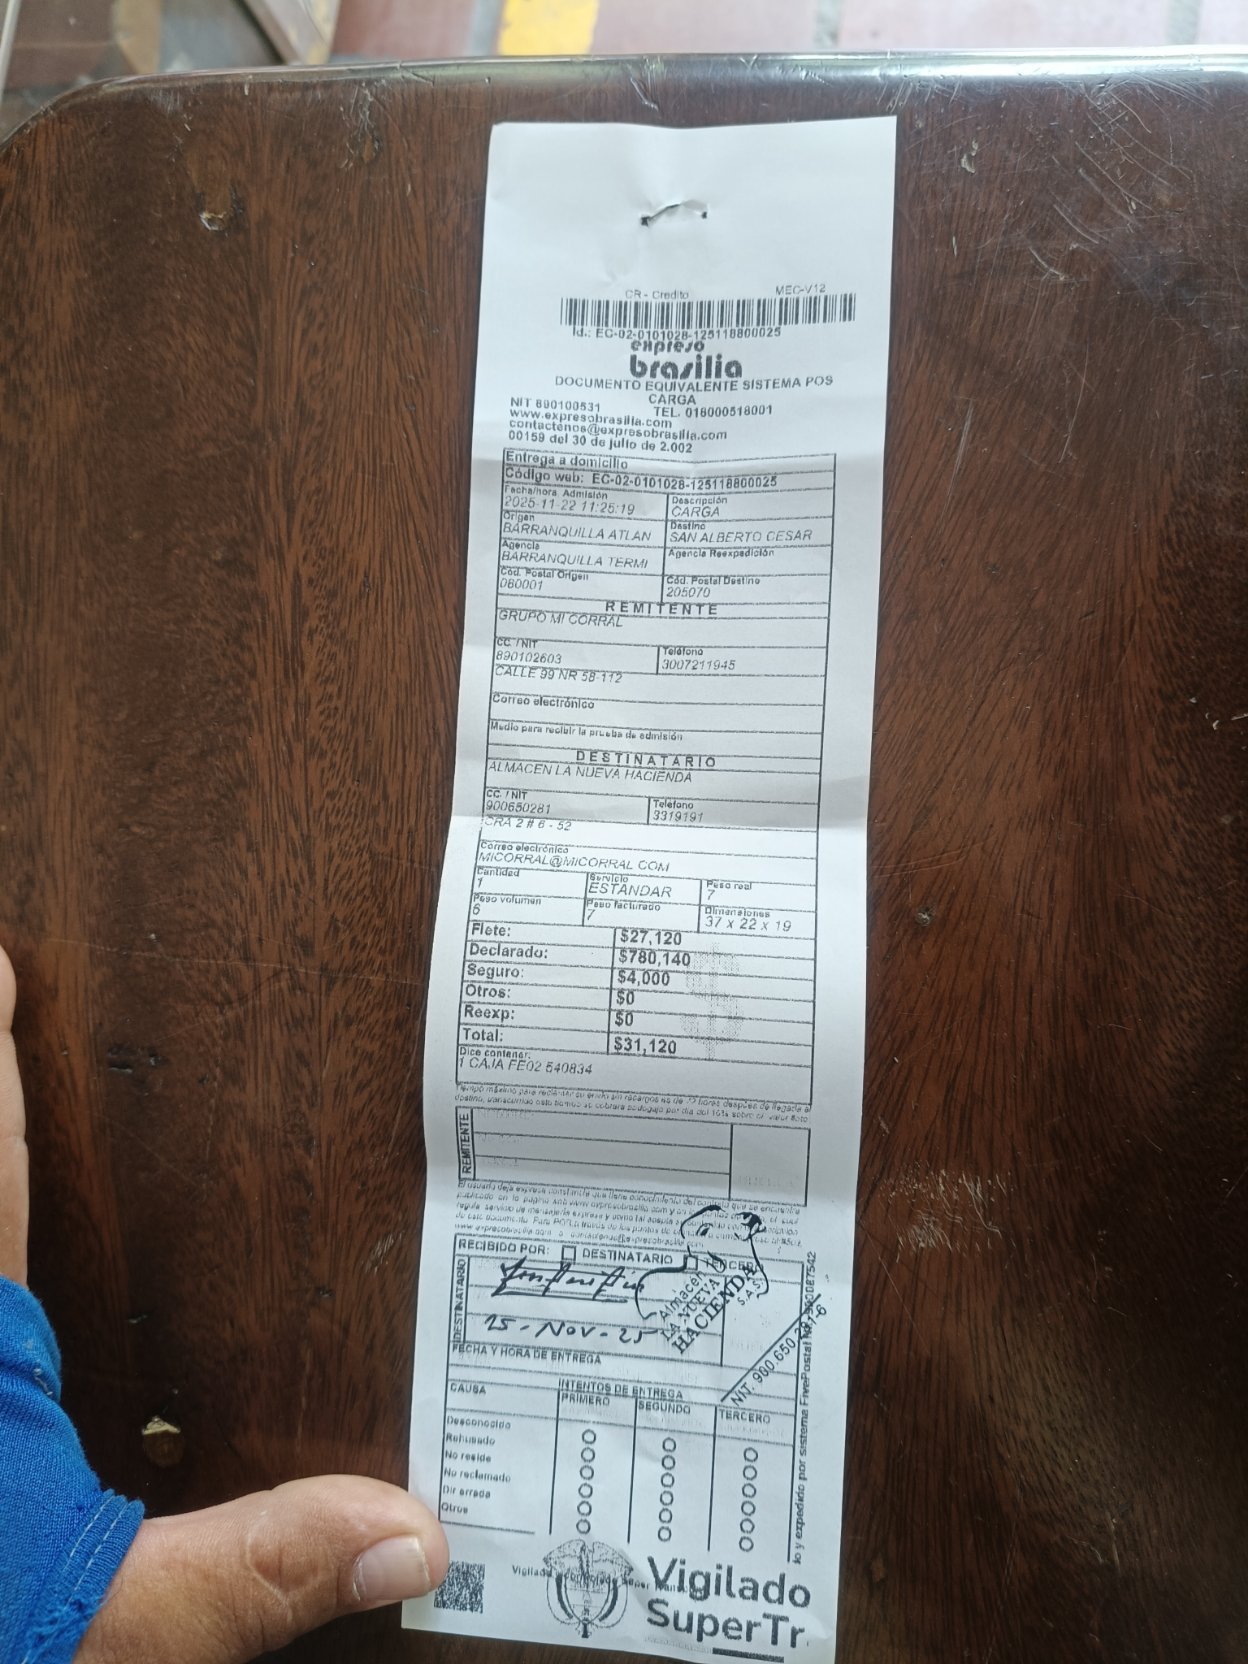 CR - Credito MEC-V12
Id.: EC-02-0101028-125118800025
expreso
brasilia
DOCUMENTO EQUIVALENTE SISTEMA POS
CARGA
NIT 890100531 TEL. 018000518001
www.expresobrasilia.com
contactenos@expresobrasilia.com
00159 del 30 de julio de 2.002
Entrega a domicilio
Código web: EC-02-0101028-125118800025
Fecha/hora Admisión Descripción
2025-11-22 11:25:19 CARGA
Origen Destino
BARRANQUILLA ATLAN SAN ALBERTO CESAR
Agencia Agencia Reexpedición
BARRANQUILLA TERMI
Cód. Postal Origen Cód. Postal Destino
080001 205070
REMITENTE
GRUPO MI CORRAL
CC. / NIT Teléfono
890102603 3007211945
CALLE 99 NR 58-112
Correo electrónico
Medio para recibir la prueba de admisión
DESTINATARIO
ALMACEN LA NUEVA HACIENDA
CC. / NIT Teléfono
900650281 3319191
CRA 2 # 6 - 52
Correo electrónico
MICORRAL@MICORRAL.COM
Cantidad Servicio Peso real
1 ESTANDAR 7
Peso volumen Peso facturado Dimensiones
6 7 37 x 22 x 19
Flete: $27,120
Declarado: $780,140
Seguro: $4,000
Otros: $0
Reexp: $0
Total: $31,120
Dice contener:
1 CAJA FE02 540834
REMITENTE
RECIBIDO POR: DESTINATARIO TERCERO
DESTINATARIO
Almacen
LA NUEVA
HACIENDA
S.A.S.
25-NOV-25
NIT. 900.650.281-6
FECHA Y HORA DE ENTREGA
CAUSA INTENTOS DE ENTREGA
PRIMERO SEGUNDO TERCERO
Desconocido
Rehusado
No reside
No reclamado
Dir errada
Otros
Vigilado
SuperTr